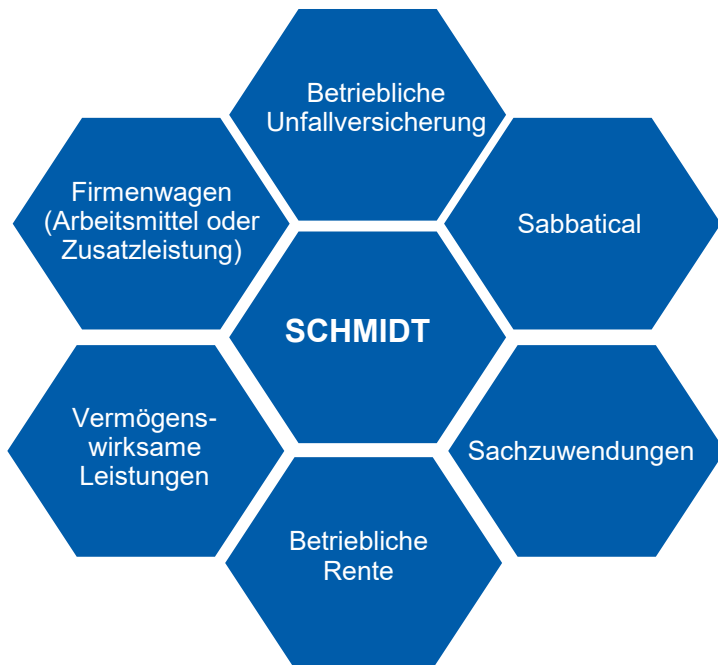 Betriebliche
Unfallversicherung
Firmenwagen
(Arbeitsmittel oder
Zusatzleistung)
Sabbatical
SCHMIDT
Vermögens-
wirksame
Leistungen
Sachzuwendungen
Betriebliche
Rente